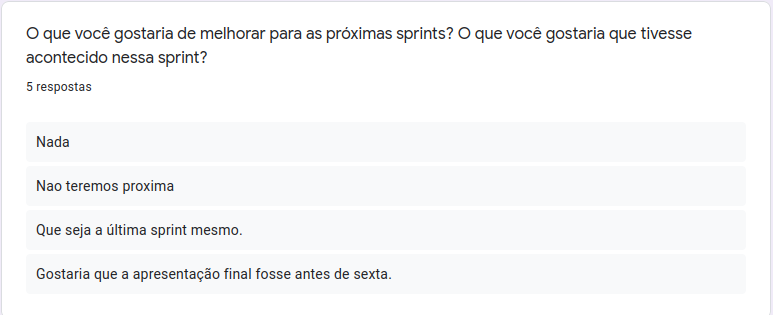 O que você gostaria de melhorar para as próximas sprints? O que você gostaria que tivesse
acontecido nessa sprint?
5 respostas
Nada
Nao teremos proxima
Que seja a última sprint mesmo.
Gostaria que a apresentação final fosse antes de sexta.